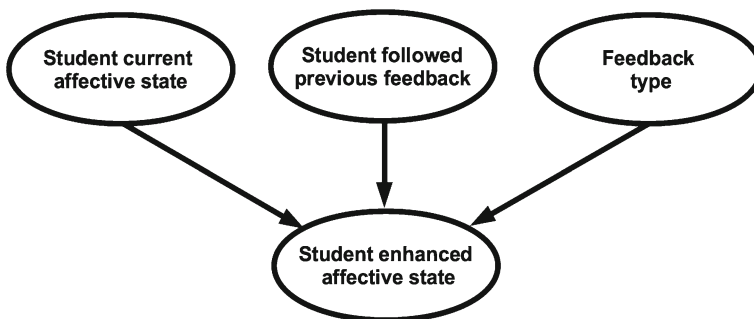 Student current
affective state
Student followed
previous feedback
Feedback
type
Student enhanced
affective state